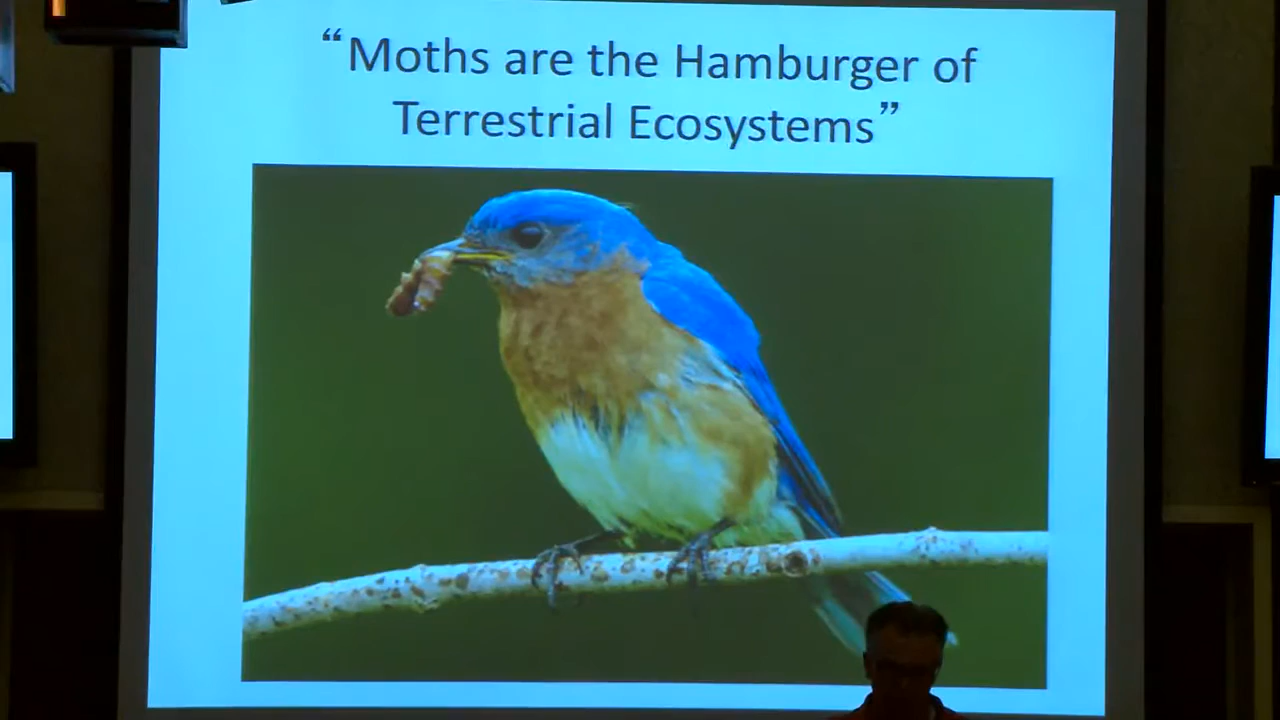 “Moths are the Hamburger of
Terrestrial Ecosystems”